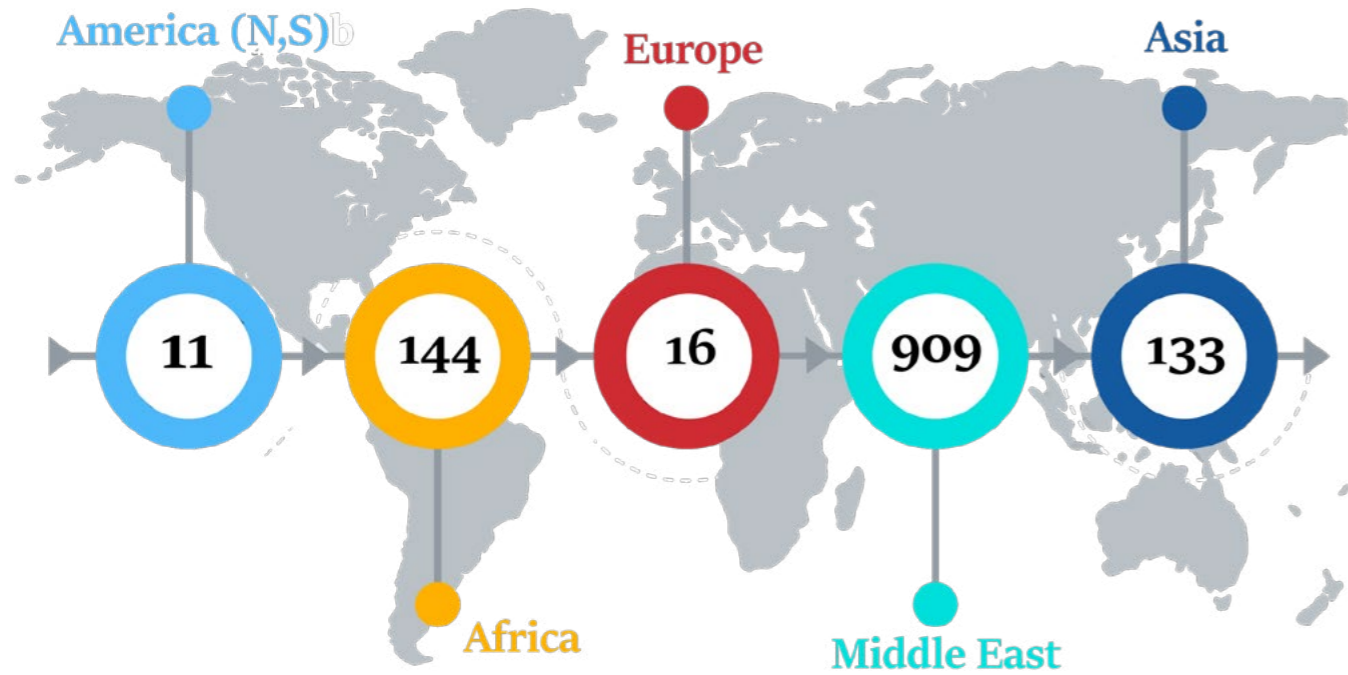 America (N,S)b
Europe
Asia
11
144
16
909
133
Africa
Middle East